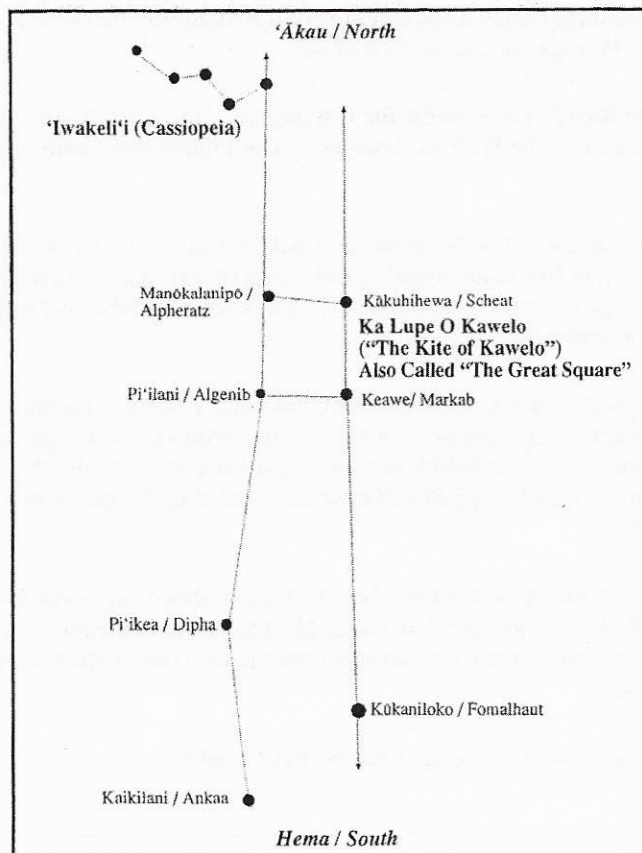 ʻĀkau / North
ʻIwakeliʻi (Cassiopeia)
Manōkalanipō /
Alpheratz
Kākuhihewa / Scheat
Ka Lupe O Kawelo
(“The Kite of Kawelo”)
Also Called “The Great Square”
Piʻilani / Algenib
Keawe/ Markab
Piʻikea / Dipha
Kūkaniloko / Fomalhaut
Kaikilani / Ankaa
Hema / South